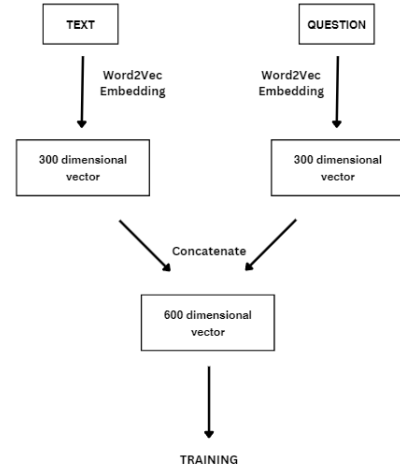 TEXT
QUESTION
Word2Vec
Embedding
Word2Vec
Embedding
300 dimensional
vector
300 dimensional
vector
Concatenate
600 dimensional
vector
TRAINING